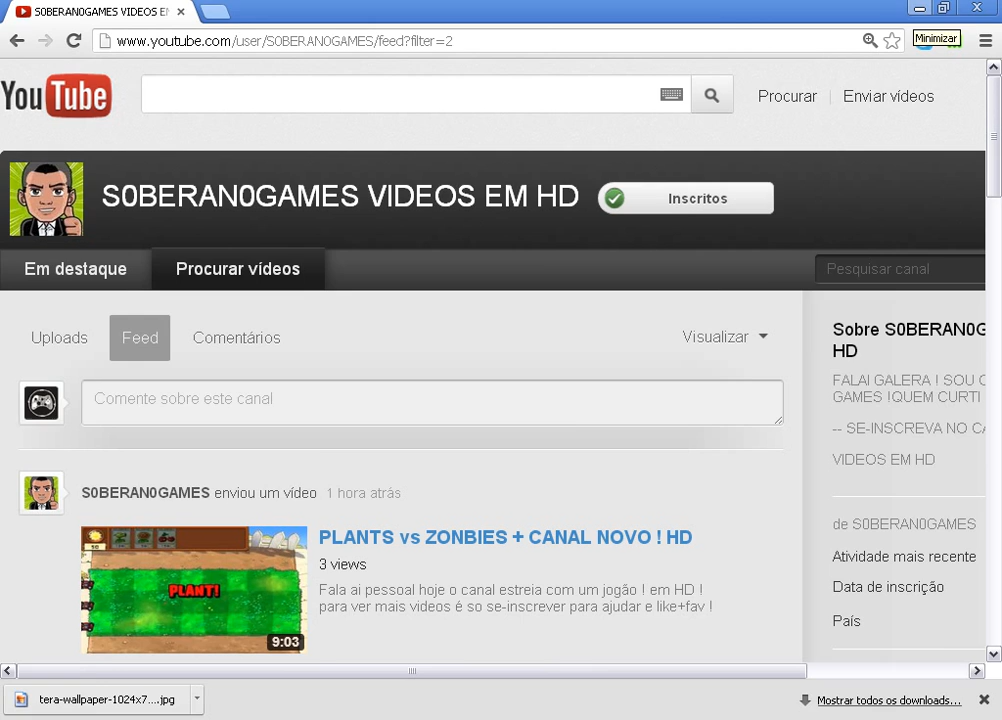 S0BERAN0GAMES VIDEOS EM
www.youtube.com/user/S0BERAN0GAMES/feed?filter=2
Minimizar
YouTube
Procurar
Enviar vídeos
S0BERAN0GAMES VIDEOS EM HD
Inscritos
Em destaque
Procurar vídeos
Pesquisar canal
Uploads
Feed
Comentários
Visualizar
Comente sobre este canal
S0BERAN0GAMES enviou um vídeo 1 hora atrás
PLANTS vs ZONBIES + CANAL NOVO ! HD
3 views
Fala ai pessoal hoje o canal estreia com um jogão ! em HD !
para ver mais videos é so se-inscrever para ajudar e like+fav !
PLANT!
9:03
Sobre S0BERAN0G
HD
FALAI GALERA ! SOU
GAMES !QUEM CURTI
-- SE-INSCREVA NO
VIDEOS EM HD
de S0BERAN0GAMES
Atividade mais recente
Data de inscrição
País
tera-wallpaper-1024x7....jpg
Mostrar todos os downloads...